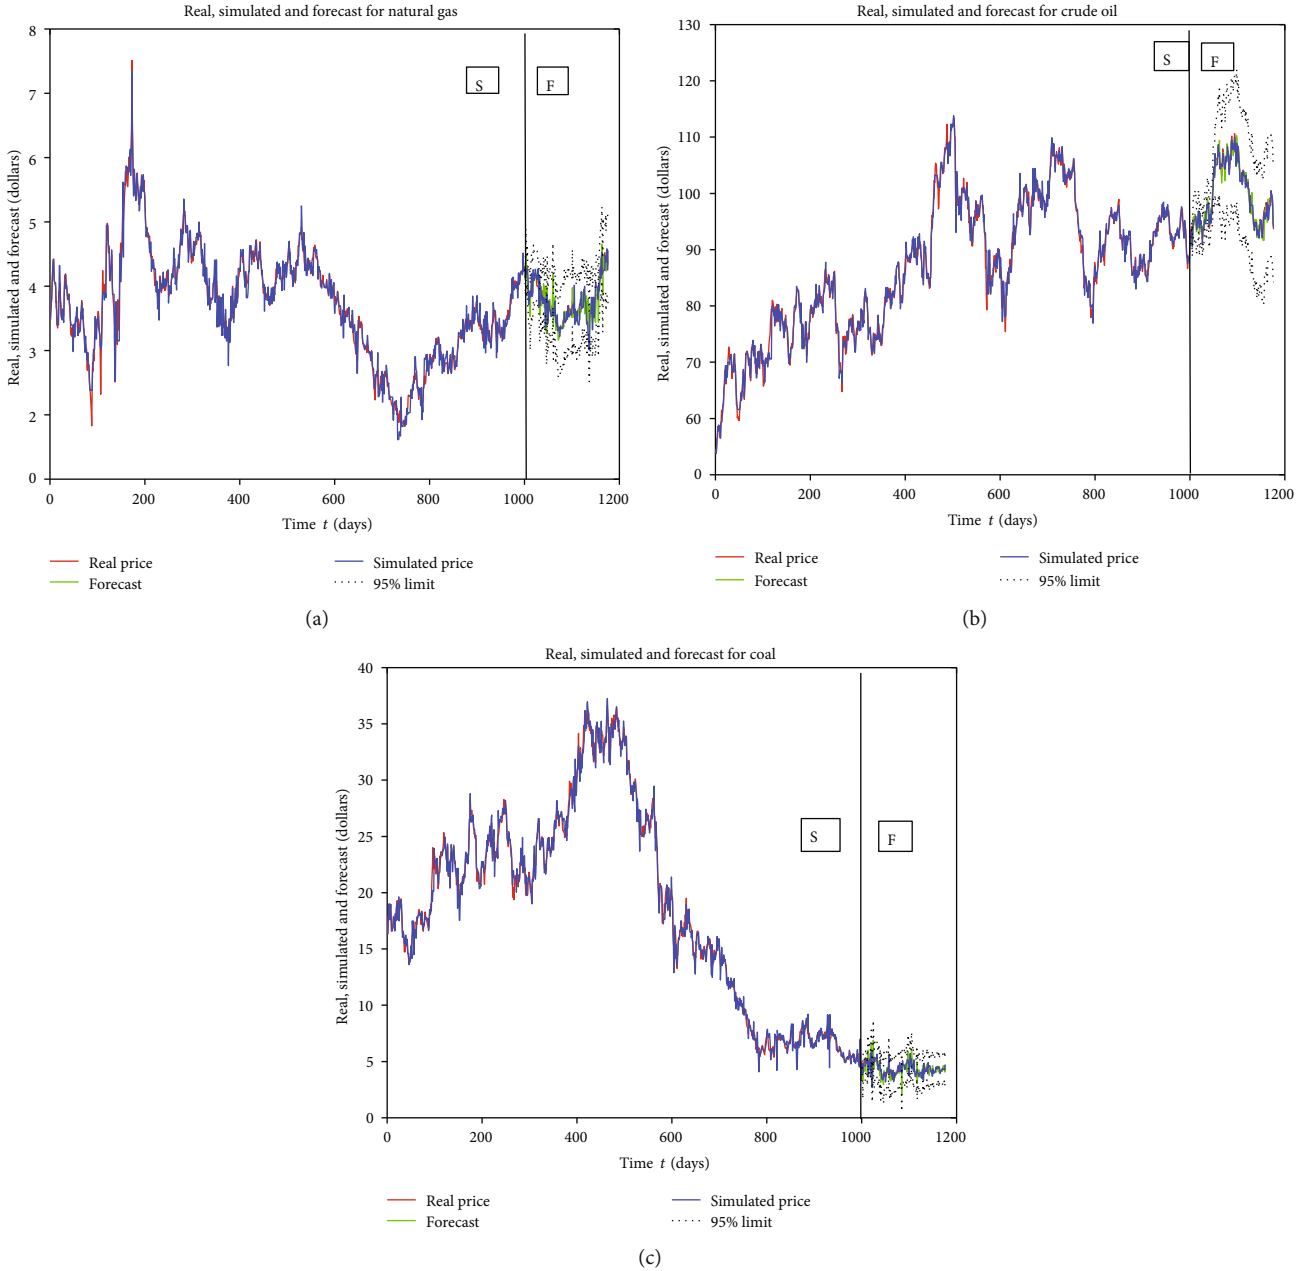 Real, simulated and forecast for natural gas
Real, simulated and forecast (dollars)
8
7
6
5
4
3
2
0
S
F
0 200 400 600 800 1000 1200
Time t (days)
Real price
Forecast
Simulated price
95% limit
(a)
Real, simulated and forecast for crude oil
Real, simulated and forecast (dollars)
130
120
110
100
90
80
70
60
0
S
F
0 200 400 600 800 1000 1200
Time t (days)
Real price
Forecast
Simulated price
95% limit
(b)
Real, simulated and forecast for coal
Real, simulated and forecast (dollars)
40
35
30
25
20
15
10
5
0
S
F
0 200 400 600 800 1000 1200
Time t (days)
Real price
Forecast
Simulated price
95% limit
(c)